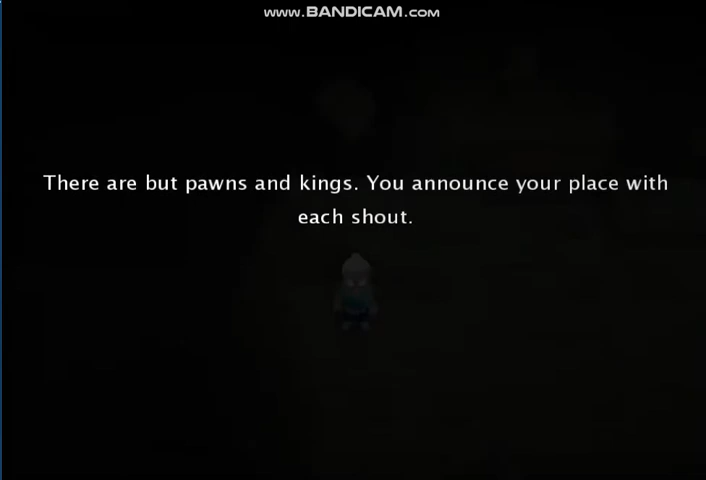 www.BANDICAM.com
There are but pawns and kings. You announce your place with
each shout.